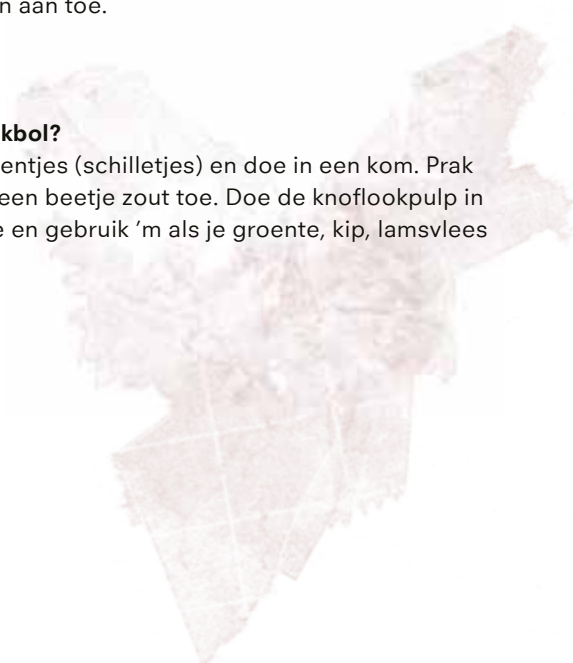 n aan toe.
kbol?
entjes (schilletjes) en doe in een kom. Prak
een beetje zout toe. Doe de knoflookpulp in
e en gebruik ’m als je groente, kip, lamsvlees